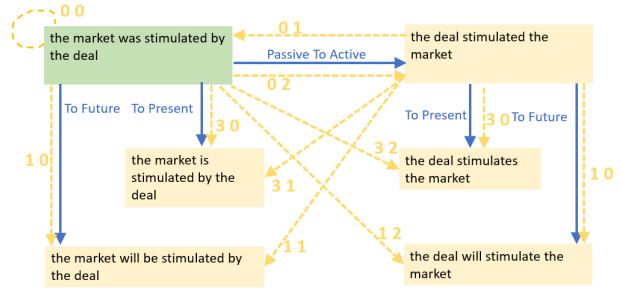 0 0
the market was stimulated by
the deal
0 1
Passive To Active
0 2
the deal stimulated the
market
To Future
To Present
3 0
1 0
To Present
3 0
To Future
1 0
the market is
stimulated by the
deal
3 1
3 2
the deal stimulates
the market
1 1
1 2
the market will be stimulated by
the deal
the deal will stimulate the
market